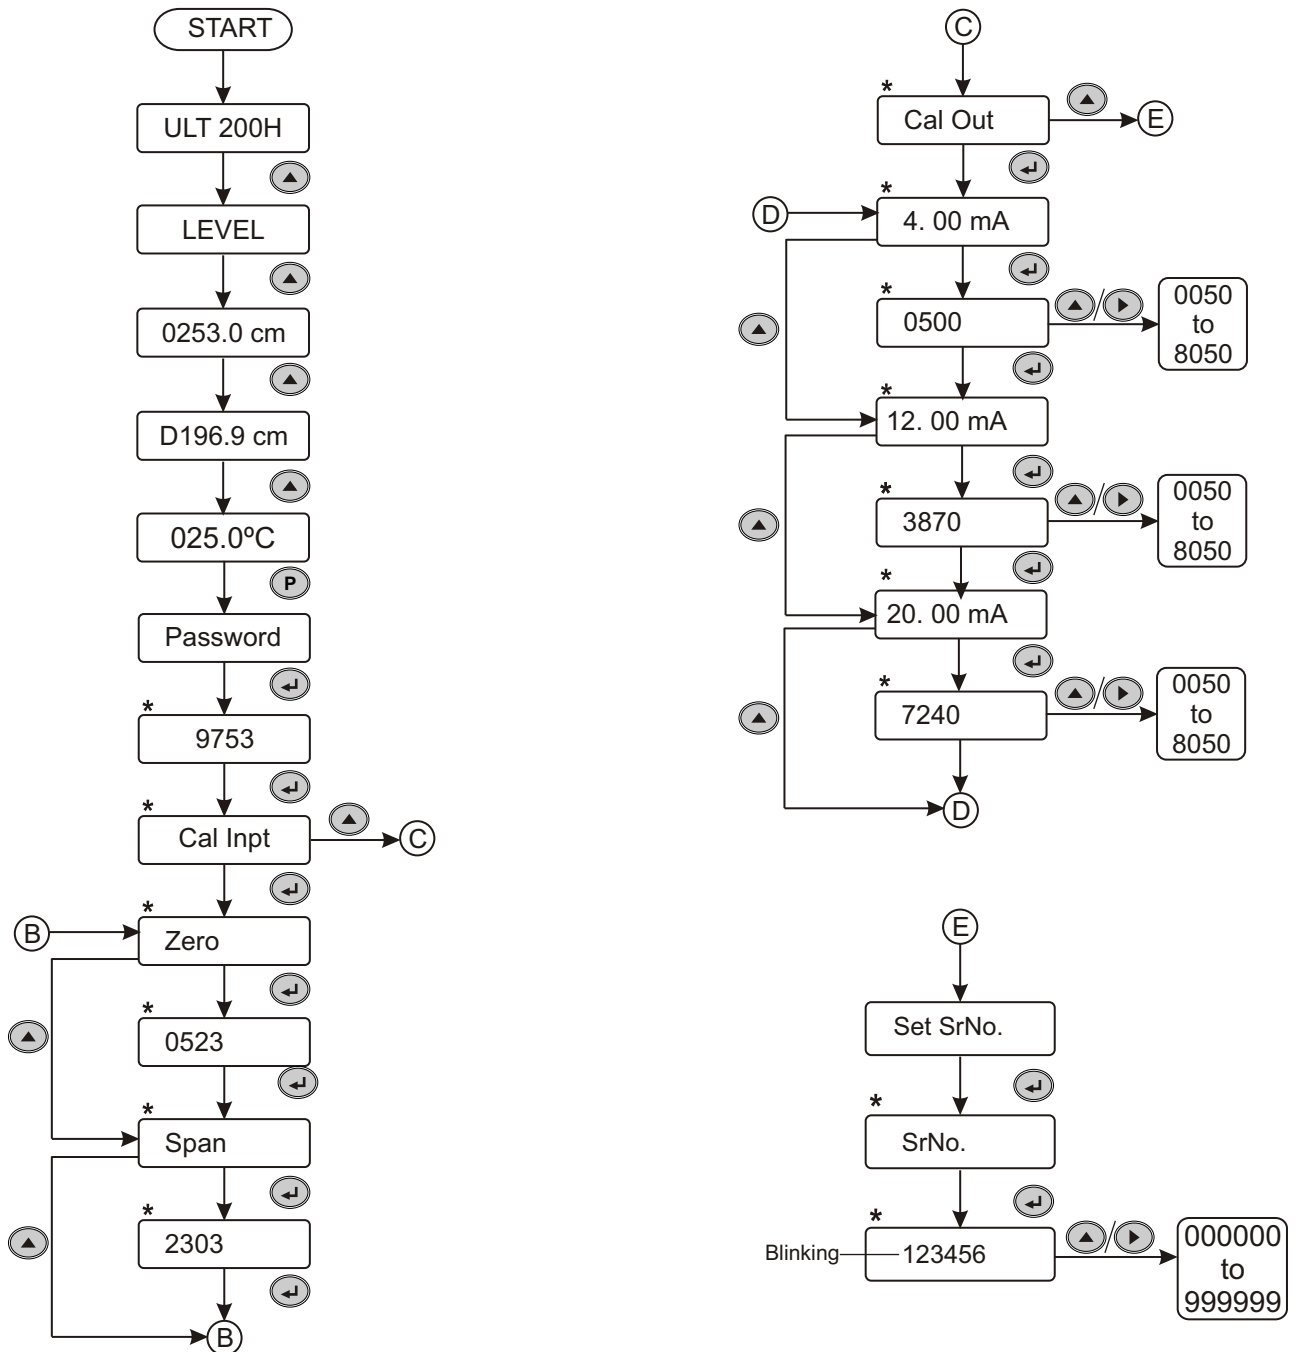 START
ULT 200H
LEVEL
0253.0 cm
D196.9 cm
025.0ºC
P
Password
*
9753
*
Cal Inpt
C
*
B
Zero
*
0523
*
Span
*
2303
B
C
*
Cal Out
E
*
D
4. 00 mA
*
0500
/
0050
to
8050
*
12. 00 mA
*
3870
/
0050
to
8050
*
20. 00 mA
*
7240
/
0050
to
8050
D
E
Set SrNo.
*
SrNo.
*
Blinking
123456
/
000000
to
999999